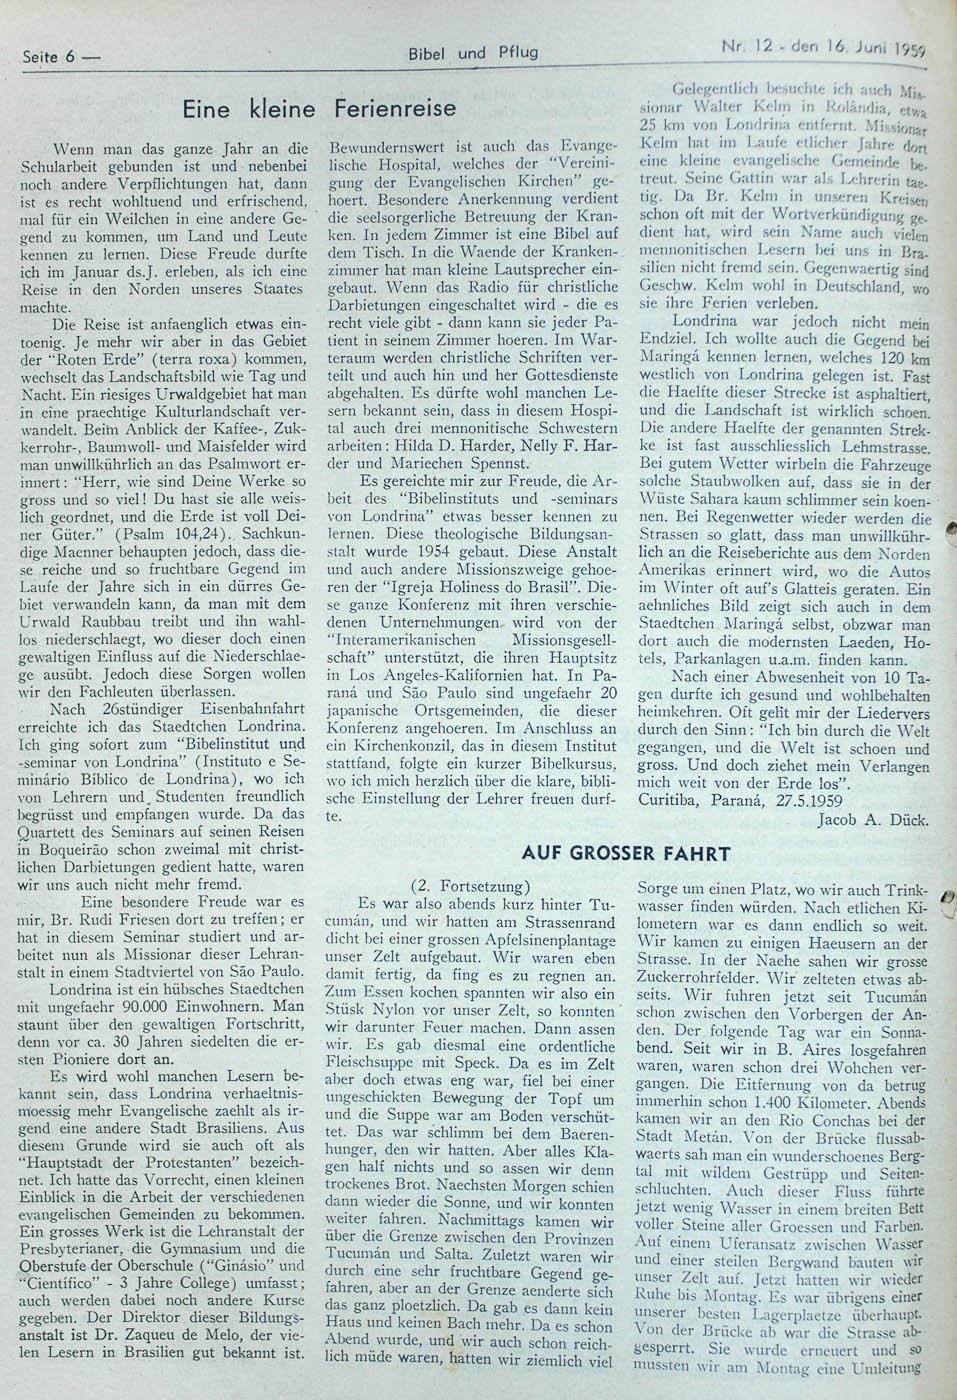 Seite 6 —
Bibel und Pflug
Nr. 12 - den 16. Juni 1959
Eine kleine Ferienreise
Wenn man das ganze Jahr an die
Schularbeit gebunden ist und nebenbei
noch andere Verpflichtungen hat, dann
ist es recht wohltuend und erfrischend,
mal für ein Weilchen in eine andere Ge-
gend zu kommen, um Land und Leute
kennen zu lernen. Diese Freude durfte
ich im Januar ds.J. erleben, als ich eine
Reise in den Norden unseres Staates
machte.
Die Reise ist anfaenglich etwas ein-
toenig. Je mehr wir aber in das Gebiet
der “Roten Erde” (terra roxa) kommen,
wechselt das Landschaftsbild wie Tag und
Nacht. Ein riesiges Urwaldgebiet hat man
in eine praechtige Kulturlandschaft ver-
wandelt. Beim Anblick der Kaffee-, Zuk-
kerrohr-, Baumwoll- und Maisfelder wird
man unwillkührlich an das Psalmwort er-
innert: “Herr, wie sind Deine Werke so
gross und so viel! Du hast sie alle weis-
lich geordnet, und die Erde ist voll Dei-
ner Güter.” (Psalm 104,24). Sachkun-
dige Maenner behaupten jedoch, dass die-
se reiche und so fruchtbare Gegend im
Laufe der Jahre sich in ein dürres Ge-
biet verwandeln kann, da man mit dem
Urwald Raubbau treibt und ihn wahl-
los niederschlaegt, wo dieser doch einen
gewaltigen Einfluss auf die Niederschlae-
ge ausübt. Jedoch diese Sorgen wollen
wir den Fachleuten überlassen.
Nach 26stündiger Eisenbahnfahrt
erreichte ich das Staedtchen Londrina.
Ich ging sofort zum “Bibelinstitut und
-seminar von Londrina” (Instituto e Se-
minário Bíblico de Londrina), wo ich
von Lehrern und Studenten freundlich
begrüsst und empfangen wurde. Da das
Quartett des Seminars auf seinen Reisen
in Boqueirão schon zweimal mit christ-
lichen Darbietungen gedient hatte, waren
wir uns auch nicht mehr fremd.
Eine besondere Freude war es
mir, Br. Rudi Friesen dort zu treffen; er
hat in diesem Seminar studiert und ar-
beitet nun als Missionar dieser Lehran-
stalt in einem Stadtviertel von São Paulo.
Londrina ist ein hübsches Staedtchen
mit ungefaehr 90.000 Einwohnern. Man
staunt über den gewaltigen Fortschritt,
denn vor ca. 30 Jahren siedelten die er-
sten Pioniere dort an.
Es wird wohl manchen Lesern be-
kannt sein, dass Londrina verhaeltnis-
moessig mehr Evangelische zaehlt als ir-
gend eine andere Stadt Brasiliens. Aus
diesem Grunde wird sie auch oft als
“Hauptstadt der Protestanten” bezeich-
net. Ich hatte das Vorrecht, einen kleinen
Einblick in die Arbeit der verschiedenen
evangelischen Gemeinden zu bekommen.
Ein grosses Werk ist die Lehranstalt der
Presbyterianer, die Gymnasium und die
Oberstufe der Oberschule (“Ginásio” und
“Científico” - 3 Jahre College) umfasst;
auch werden dabei noch andere Kurse
gegeben. Der Direktor dieser Bildungs-
anstalt ist Dr. Zaqueu de Melo, der vie-
len Lesern in Brasilien gut bekannt ist.
Bewundernswert ist auch das Evange-
lische Hospital, welches der “Vereini-
gung der Evangelischen Kirchen” ge-
hoert. Besondere Anerkennung verdient
die seelsorgerliche Betreuung der Kran-
ken. In jedem Zimmer ist eine Bibel auf
dem Tisch. In die Waende der Kranken-
zimmer hat man kleine Lautsprecher ein-
gebaut. Wenn das Radio für christliche
Darbietungen eingeschaltet wird - die es
recht viele gibt - dann kann sie jeder Pa-
tient in seinem Zimmer hoeren. Im War-
teraum werden christliche Schriften ver-
teilt und auch hin und her Gottesdienste
abgehalten. Es dürfte wohl manchen Le-
sern bekannt sein, dass in diesem Hospi-
tal auch drei mennonitische Schwestern
arbeiten: Hilda D. Harder, Nelly F. Har-
der und Mariechen Spennst.
Es gereichte mir zur Freude, die Ar-
beit des “Bibelinstituts und -seminars
von Londrina” etwas besser kennen zu
lernen. Diese theologische Bildungsan-
stalt wurde 1954 gebaut. Diese Anstalt
und auch andere Missionszweige gehoe-
ren der “Igreja Holiness do Brasil”. Die-
se ganze Konferenz mit ihren verschie-
denen Unternehmungen wird von der
“Interamerikanischen Missionsgesell-
schaft” unterstützt, die ihren Hauptsitz
in Los Angeles-Kalifornien hat. In Pa-
raná und São Paulo sind ungefaehr 20
japanische Ortsgemeinden, die dieser
Konferenz angehoeren. Im Anschluss an
ein Kirchenkonzil, das in diesem Institut
stattfand, folgte ein kurzer Bibelkursus,
wo ich mich herzlich über die klare, bibli-
sche Einstellung der Lehrer freuen durf-
te.
Gelegentlich besuchte ich auch Mis-
sionar Walter Kelm in Rolândia, etwa
25 km von Londrina entfernt. Missionar
Kelm hat im Laufe etlicher Jahre dort
eine kleine evangelische Gemeinde be-
treut. Seine Gattin war als Lehrerin tae-
tig. Da Br. Kelm in unseren Kreisen
schon oft mit der Wortverkündigung ge-
dient hat, wird sein Name auch vielen
mennonitischen Lesern bei uns in Bra-
silien nicht fremd sein. Gegenwaertig sind
Geschw. Kelm wohl in Deutschland, wo
sie ihre Ferien verleben.
Londrina war jedoch nicht mein
Endziel. Ich wollte auch die Gegend bei
Maringá kennen lernen, welches 120 km
westlich von Londrina gelegen ist. Fast
die Haelfte dieser Strecke ist asphaltiert,
und die Landschaft ist wirklich schoen.
Die andere Haelfte der genannten Strek-
ke ist fast ausschliesslich Lehmstrasse.
Bei gutem Wetter wirbeln die Fahrzeuge
solche Staubwolken auf, dass sie in der
Wüste Sahara kaum schlimmer sein koen-
nen. Bei Regenwetter wieder werden die
Strassen so glatt, dass man unwillkühr-
lich an die Reiseberichte aus dem Norden
Amerikas erinnert wird, wo die Autos
im Winter oft auf's Glatteis geraten. Ein
aehnliches Bild zeigt sich auch in dem
Staedtchen Maringá selbst, obzwar man
dort auch die modernsten Laeden, Ho-
tels, Parkanlagen u.a.m. finden kann.
Nach einer Abwesenheit von 10 Ta-
gen durfte ich gesund und wohlbehalten
heimkehren. Oft geht mir der Liedervers
durch den Sinn: “Ich bin durch die Welt
gegangen, und die Welt ist schoen und
gross. Und doch ziehet mein Verlangen
mich weit von der Erde los”.
Curitiba, Paraná, 27.5.1959
Jacob A. Dück.
AUF GROSSER FAHRT
(2. Fortsetzung)
Es war also abends kurz hinter Tu-
cumán, und wir hatten am Strassenrand
dicht bei einer grossen Apfelsinenplantage
unser Zelt aufgebaut. Wir waren eben
damit fertig, da fing es zu regnen an.
Zum Essen kochen spannten wir also ein
Stüsk Nylon vor unser Zelt, so konnten
wir darunter Feuer machen. Dann assen
wir. Es gab diesmal eine ordentliche
Fleischsuppe mit Speck. Da es im Zelt
aber doch etwas eng war, fiel bei einer
ungeschickten Bewegung der Topf um
und die Suppe war am Boden verschüt-
tet. Das war schlimm bei dem Baeren-
hunger, den wir hatten. Aber alles Kla-
gen half nichts und so assen wir denn
trockenes Brot. Naechsten Morgen schien
dann wieder die Sonne, und wir konnten
weiter fahren. Nachmittags kamen wir
über die Grenze zwischen den Provinzen
Tucumán und Salta. Zuletzt waren wir
durch eine sehr fruchtbare Gegend ge-
fahren, aber an der Grenze aenderte sich
das ganz ploetzlich. Da gab es dann kein
Haus und keinen Bach mehr. Da es schon
Abend wurde, und wir auch schon reich-
lich müde waren, hatten wir ziemlich viel
Sorge um einen Platz, wo wir auch Trink-
wasser finden würden. Nach etlichen Ki-
lometern war es dann endlich so weit.
Wir kamen zu einigen Haeusern an der
Strasse. In der Naehe sahen wir grosse
Zuckerrohrfelder. Wir zelteten etwas ab-
seits. Wir fuhren jetzt seit Tucumán
schon zwischen den Vorbergen der An-
den. Der folgende Tag war ein Sonna-
bend. Seit wir in B. Aires losgefahren
waren, waren schon drei Wohchen ver-
gangen. Die Eitfernung von da betrug
immerhin schon 1.400 Kilometer. Abends
kamen wir an den Rio Conchas bei der
Stadt Metán. Von der Brücke flussab-
waerts sah man ein wunderschoenes Berg-
tal mit wildem Gestrüpp und Seiten-
schluchten. Auch dieser Fluss führte
jetzt wenig Wasser in einem breiten Bett
voller Steine aller Groessen und Farben.
Auf einem Uferansatz zwischen Wasser
und einer steilen Bergwand bauten wir
unser Zelt auf. Jetzt hatten wir wieder
Ruhe bis Montag. Es war übrigens einer
unserer besten Lagerplaetze überhaupt.
Von der Brücke ab war die Strasse ab-
gesperrt. Sie wurde erneuert und so
mussten wir am Montag eine Umleitung